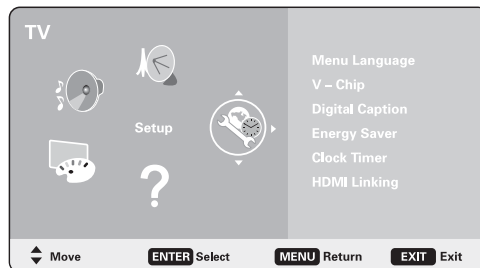 TV
Setup
Menu Language
V – Chip
Digital Caption
Energy Saver
Clock Timer
HDMI Linking
Move ENTER Select MENU Return EXIT Exit